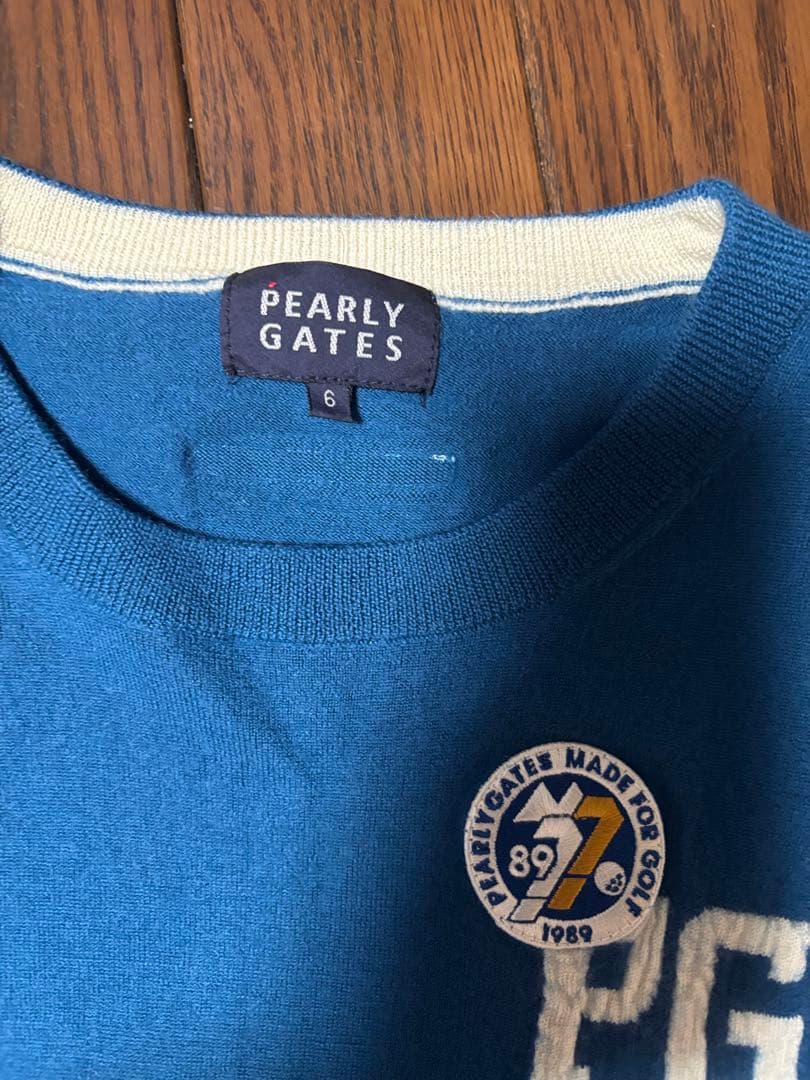 PEARLY
GATES
6
PEARLYGATES MADE FOR GOLF
89
1989
PG